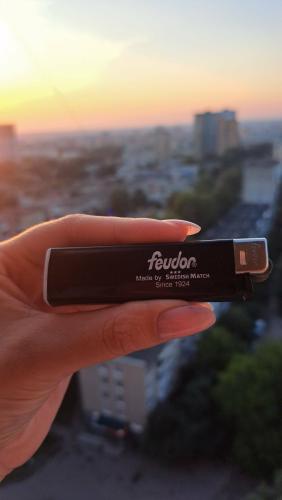 feudor®
★★★
Made by SWEDISH MATCH
Since 1924